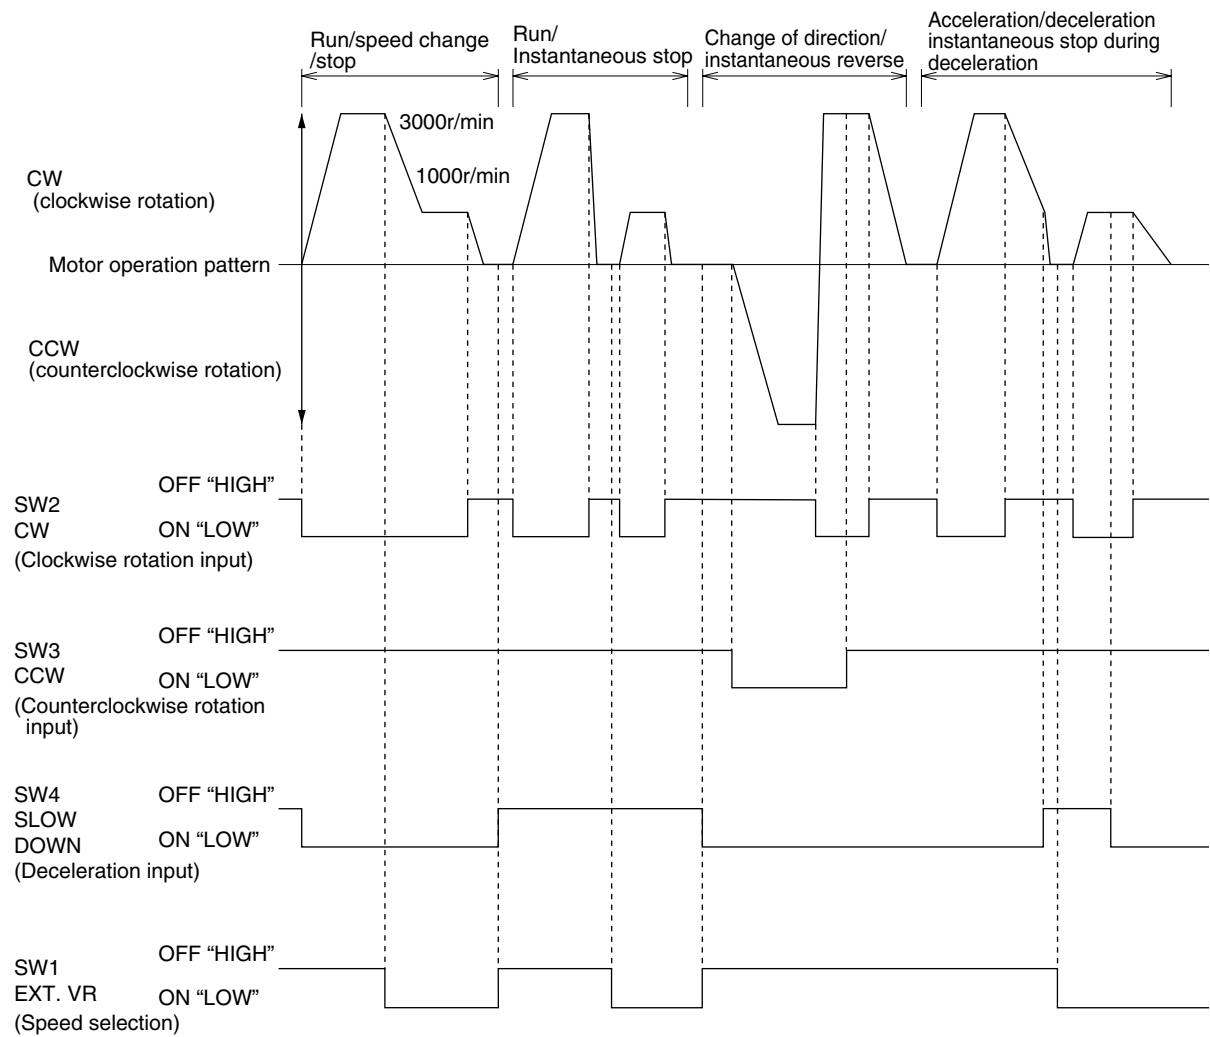 Run/speed change
/stop
Run/
Instantaneous stop
Change of direction/
instantaneous reverse
Acceleration/deceleration
instantaneous stop during
deceleration
3000r/min
1000r/min
CW
(clockwise rotation)
Motor operation pattern
CCW
(counterclockwise rotation)
OFF “HIGH”
SW2
CW
ON “LOW”
(Clockwise rotation input)
OFF “HIGH”
SW3
CCW
ON “LOW”
(Counterclockwise rotation
input)
SW4
OFF “HIGH”
SLOW
DOWN
ON “LOW”
(Deceleration input)
OFF “HIGH”
SW1
EXT. VR
ON “LOW”
(Speed selection)